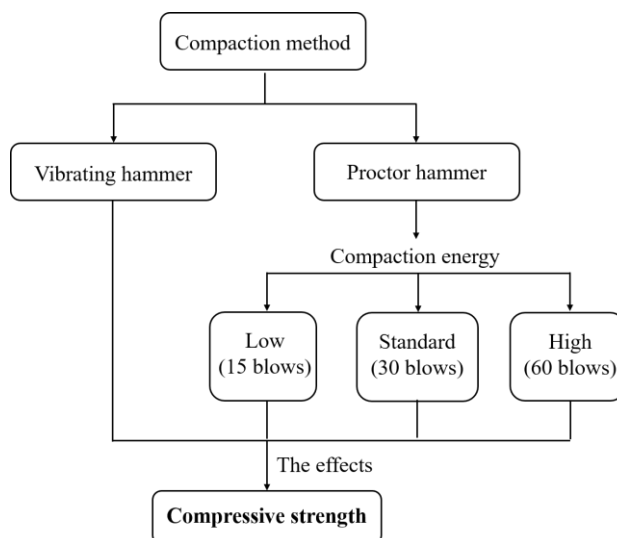 Compaction method
Vibrating hammer
Proctor hammer
Compaction energy
Low
(15 blows)
Standard
(30 blows)
High
(60 blows)
The effects
Compressive strength